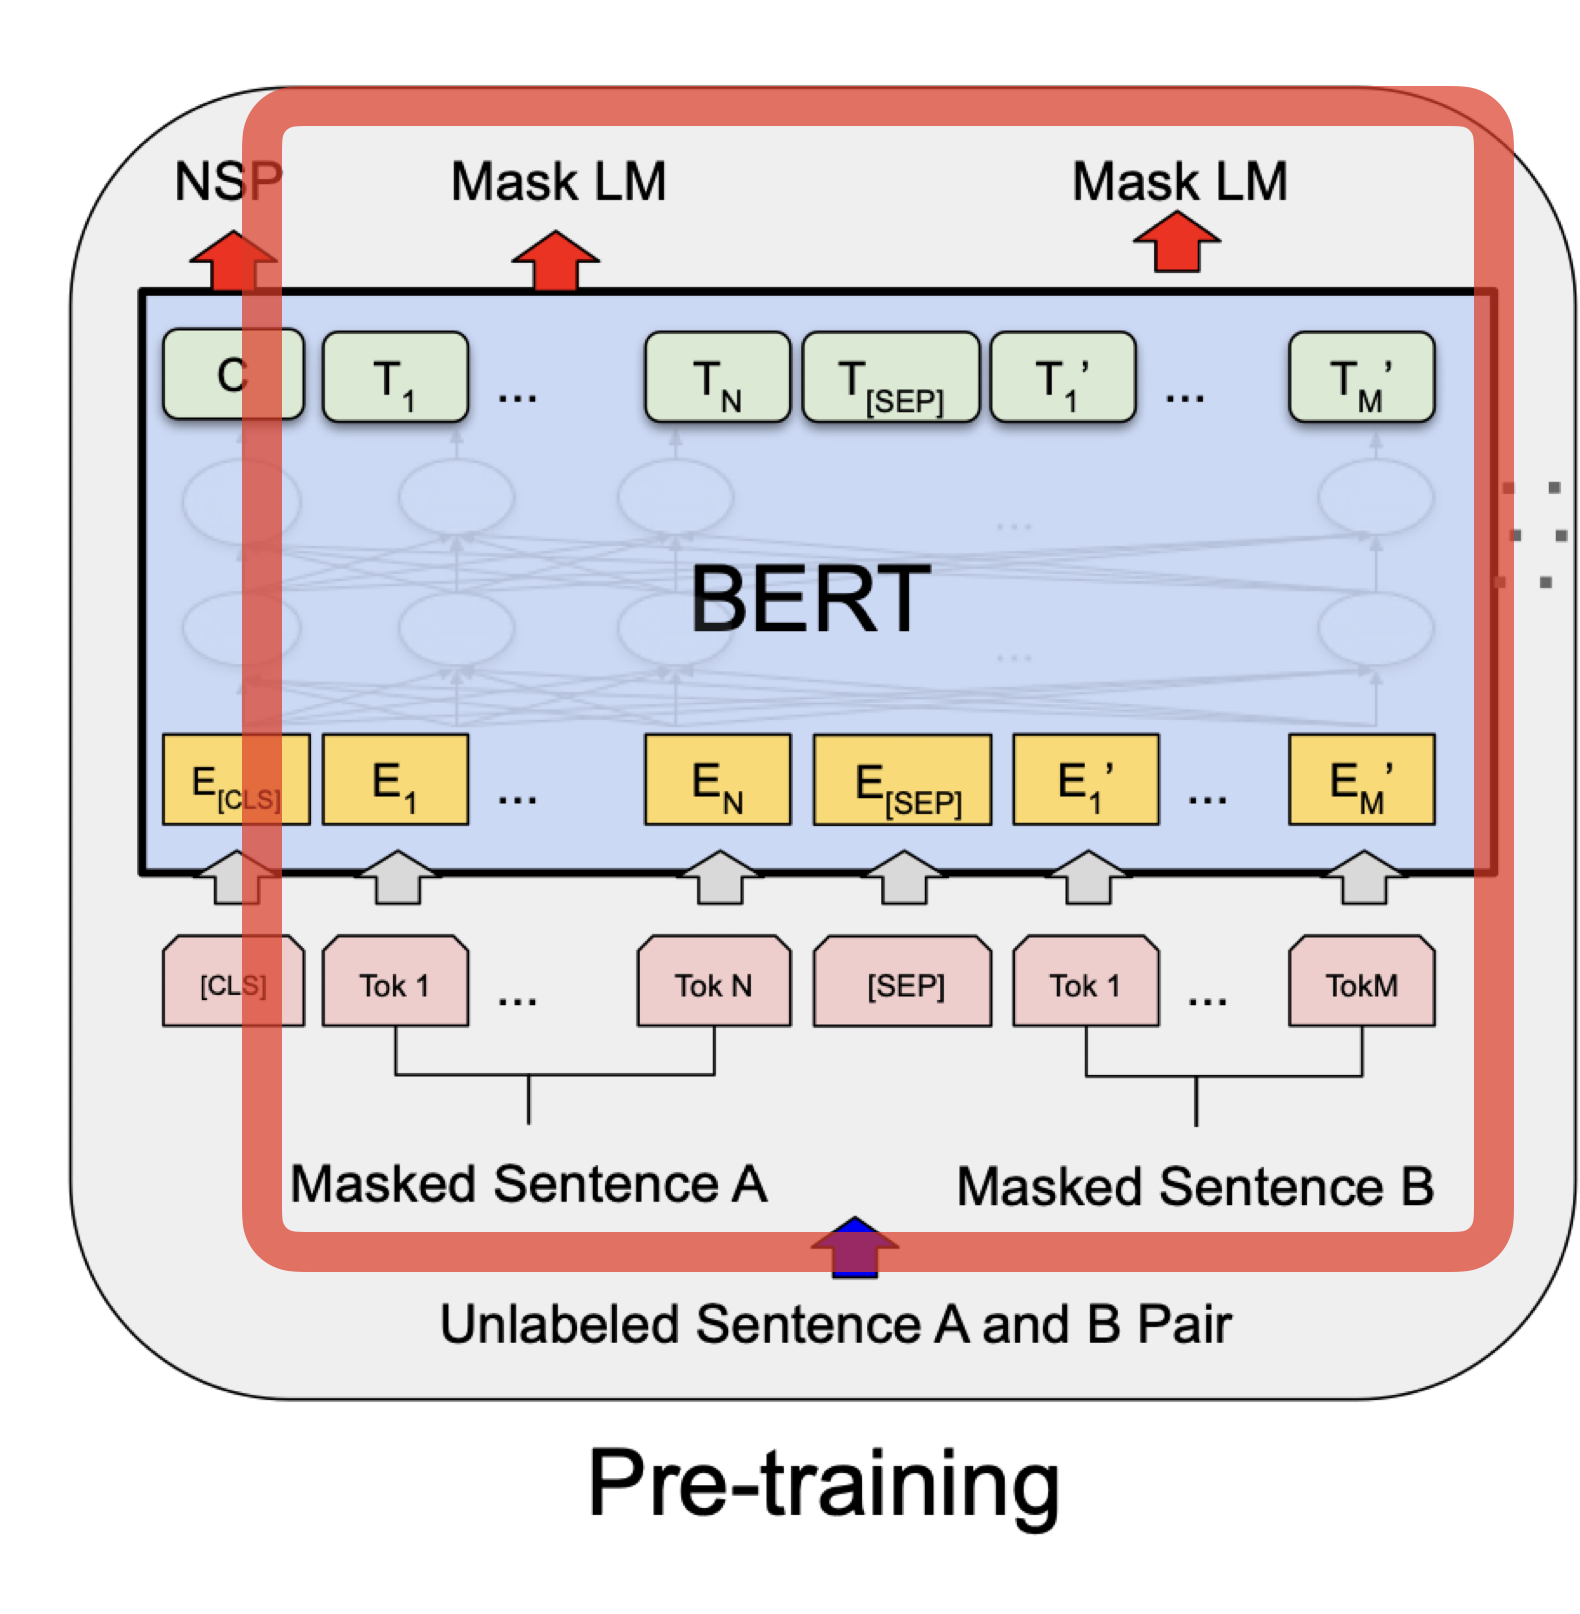 NSP Mask LM Mask LM
C T1 ... TN T[SEP] T1’ ... TM’
...
BERT
...
E[CLS] E1 ... EN E[SEP] E1’ ... EM’
[CLS] Tok 1 ... Tok N [SEP] Tok 1 ... TokM
Masked Sentence A Masked Sentence B
Unlabeled Sentence A and B Pair
Pre-training